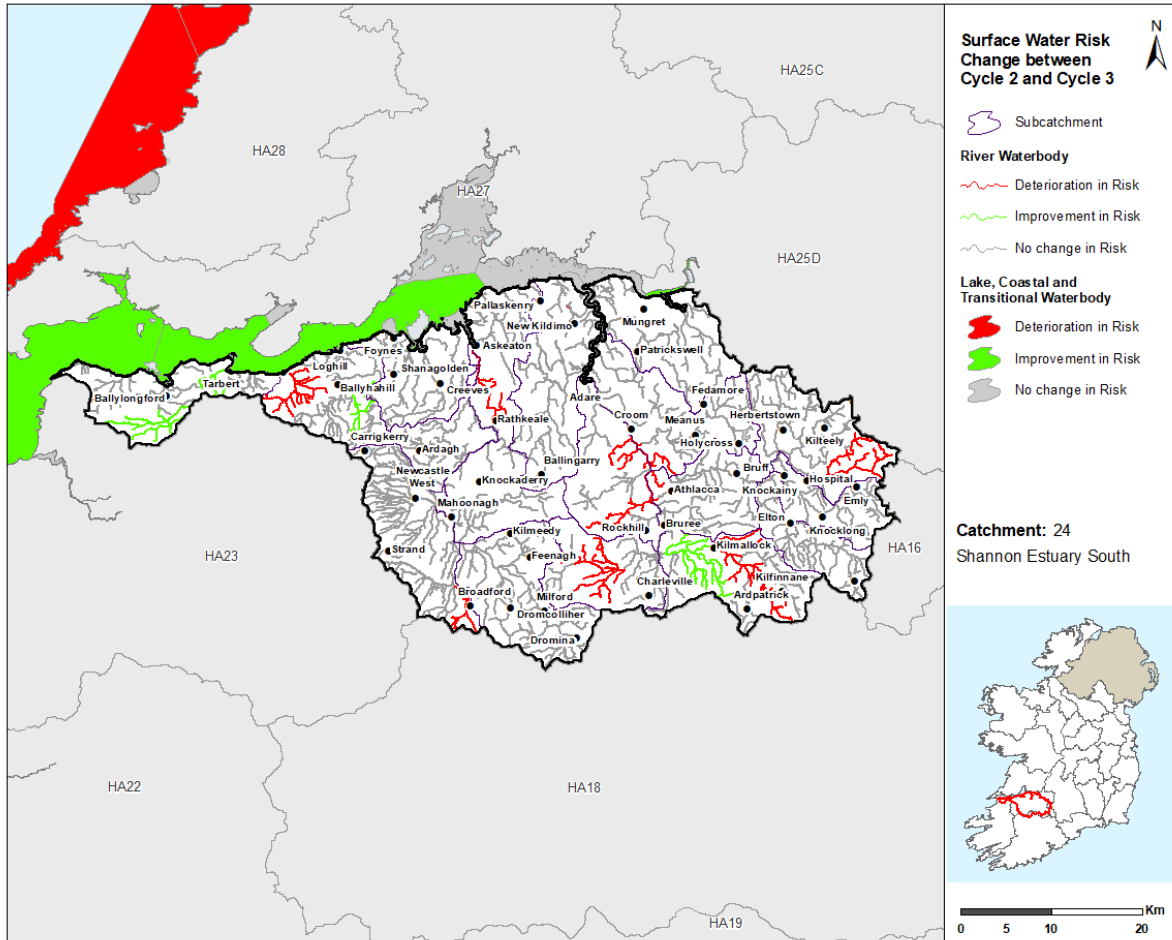 HA25C
HA28
HA27
HA25D
Pallaskenry
New Kildimo
Mungret
Askeaton
Patrickswell
Foynes
Loghill
Shanagolden
Tarbert
Ballyhahill
Creeves
Fedamore
Ballylongford
Adare
Croom
Meanus
Herbertstown
Rathkeale
Holycross
Kilteely
Carrigkerry
Ardagh
Ballingarry
Bruff
Newcastle
West
Knockaderry
Hospital
Athlacca
Knockainy
Emly
Mahoonagh
Elton
Rockhill
Bruree
Knocklong
Kilmeedy
Kilmallock
Strand
Feenagh
HA23
HA16
Kilfinnane
Charleville
Broadford
Milford
Ardpatrick
Dromcolliher
Dromina
HA22
HA18
HA19
Surface Water Risk
Change between
Cycle 2 and Cycle 3
N
Subcatchment
River Waterbody
Deterioration in Risk
Improvement in Risk
No change in Risk
Lake, Coastal and
Transitional Waterbody
Deterioration in Risk
Improvement in Risk
No change in Risk
Catchment: 24
Shannon Estuary South
Km
0 5 10 20